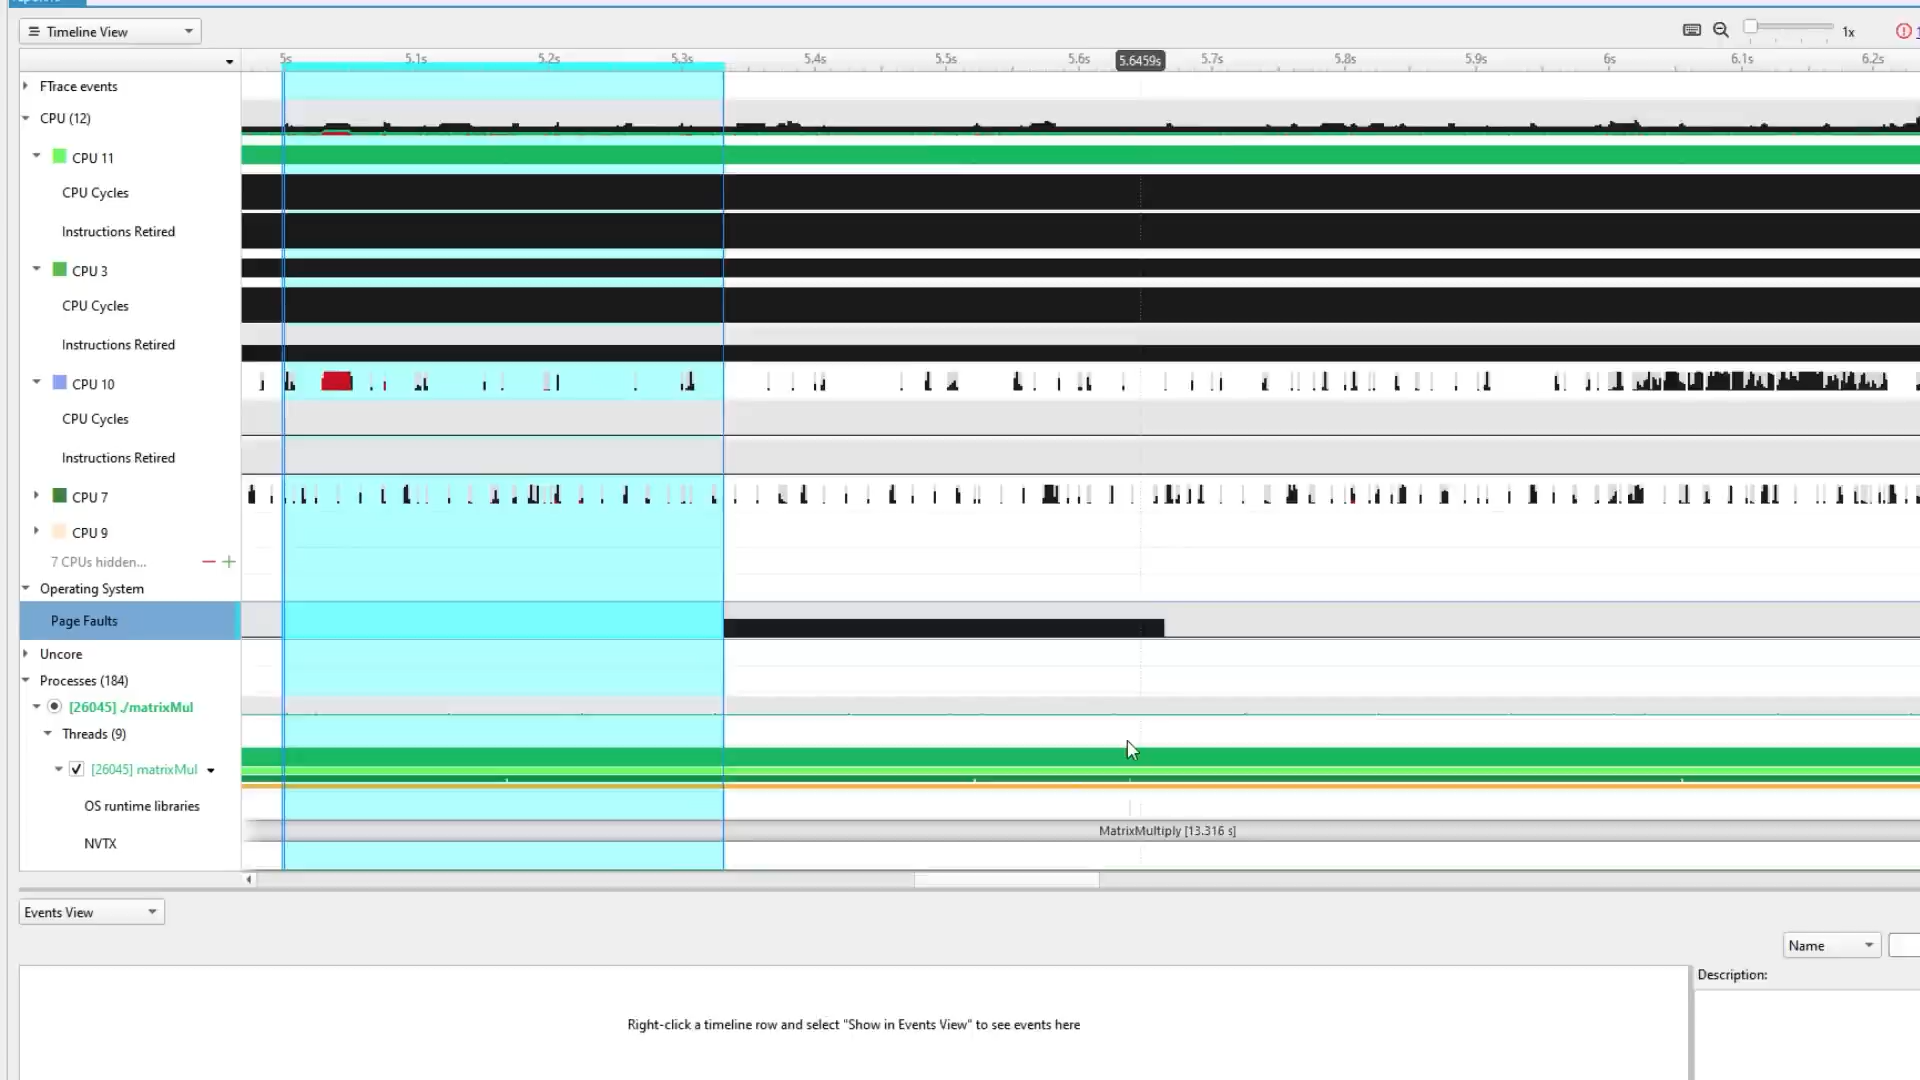 Timeline View
1x
5s 5.1s 5.2s 5.3s 5.4s 5.5s 5.6s 5.6459s 5.7s 5.8s 5.9s 6s 6.1s 6.2s
FTrace events
CPU (12)
CPU 11
CPU Cycles
Instructions Retired
CPU 3
CPU Cycles
Instructions Retired
CPU 10
CPU Cycles
Instructions Retired
CPU 7
CPU 9
7 CPUs hidden...
Operating System
Page Faults
Uncore
Processes (184)
[26045] ./matrixMul
Threads (9)
[26045] matrixMul
OS runtime libraries
MatrixMultiply [13.316 s]
NVTX
Events View
Name
Description:
Right-click a timeline row and select "Show in Events View" to see events here